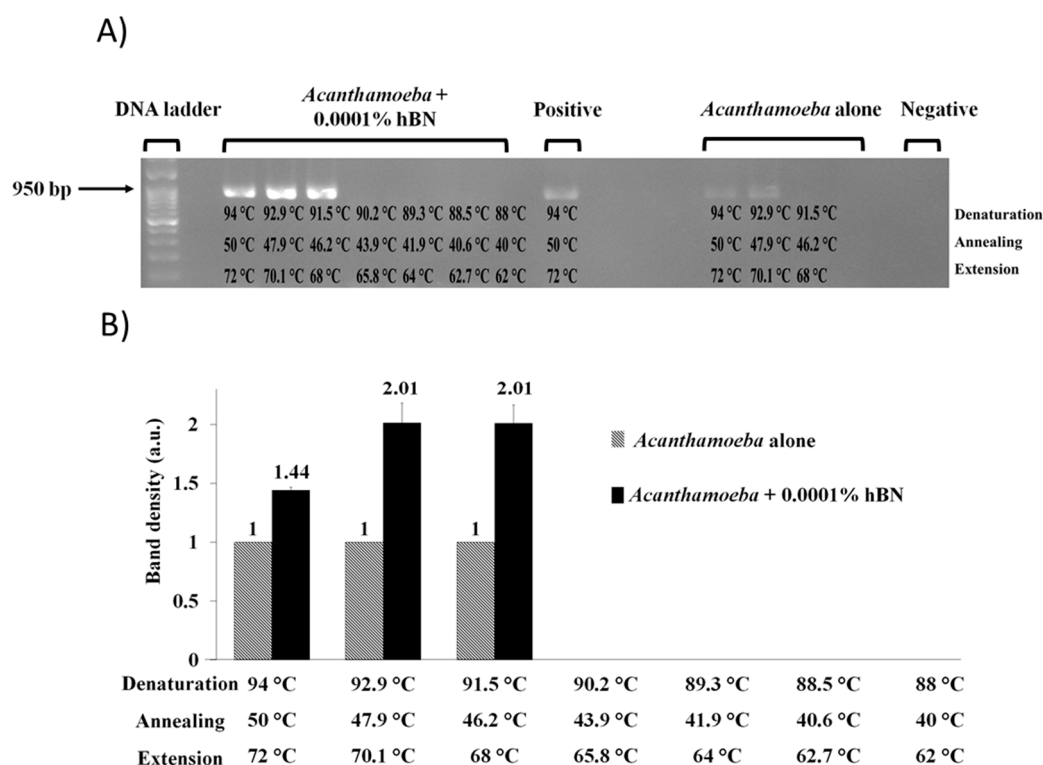 A)
DNA ladder
Acanthamoeba +
0.0001% hBN
Positive
Acanthamoeba alone
Negative
950 bp
94 °C 92.9 °C 91.5 °C 90.2 °C 89.3 °C 88.5 °C 88 °C 94 °C 94 °C 92.9 °C 91.5 °C Denaturation
50 °C 47.9 °C 46.2 °C 43.9 °C 41.9 °C 40.6 °C 40 °C 50 °C 50 °C 47.9 °C 46.2 °C Annealing
72 °C 70.1 °C 68 °C 65.8 °C 64 °C 62.7 °C 62 °C 72 °C 72 °C 70.1 °C 68 °C Extension
B)
Band density (a.u.)
2
1.5
1
0.5
0
1 1.44
1 2.01
1 2.01
Acanthamoeba alone
Acanthamoeba + 0.0001% hBN
Denaturation 94 °C 92.9 °C 91.5 °C 90.2 °C 89.3 °C 88.5 °C 88 °C
Annealing 50 °C 47.9 °C 46.2 °C 43.9 °C 41.9 °C 40.6 °C 40 °C
Extension 72 °C 70.1 °C 68 °C 65.8 °C 64 °C 62.7 °C 62 °C